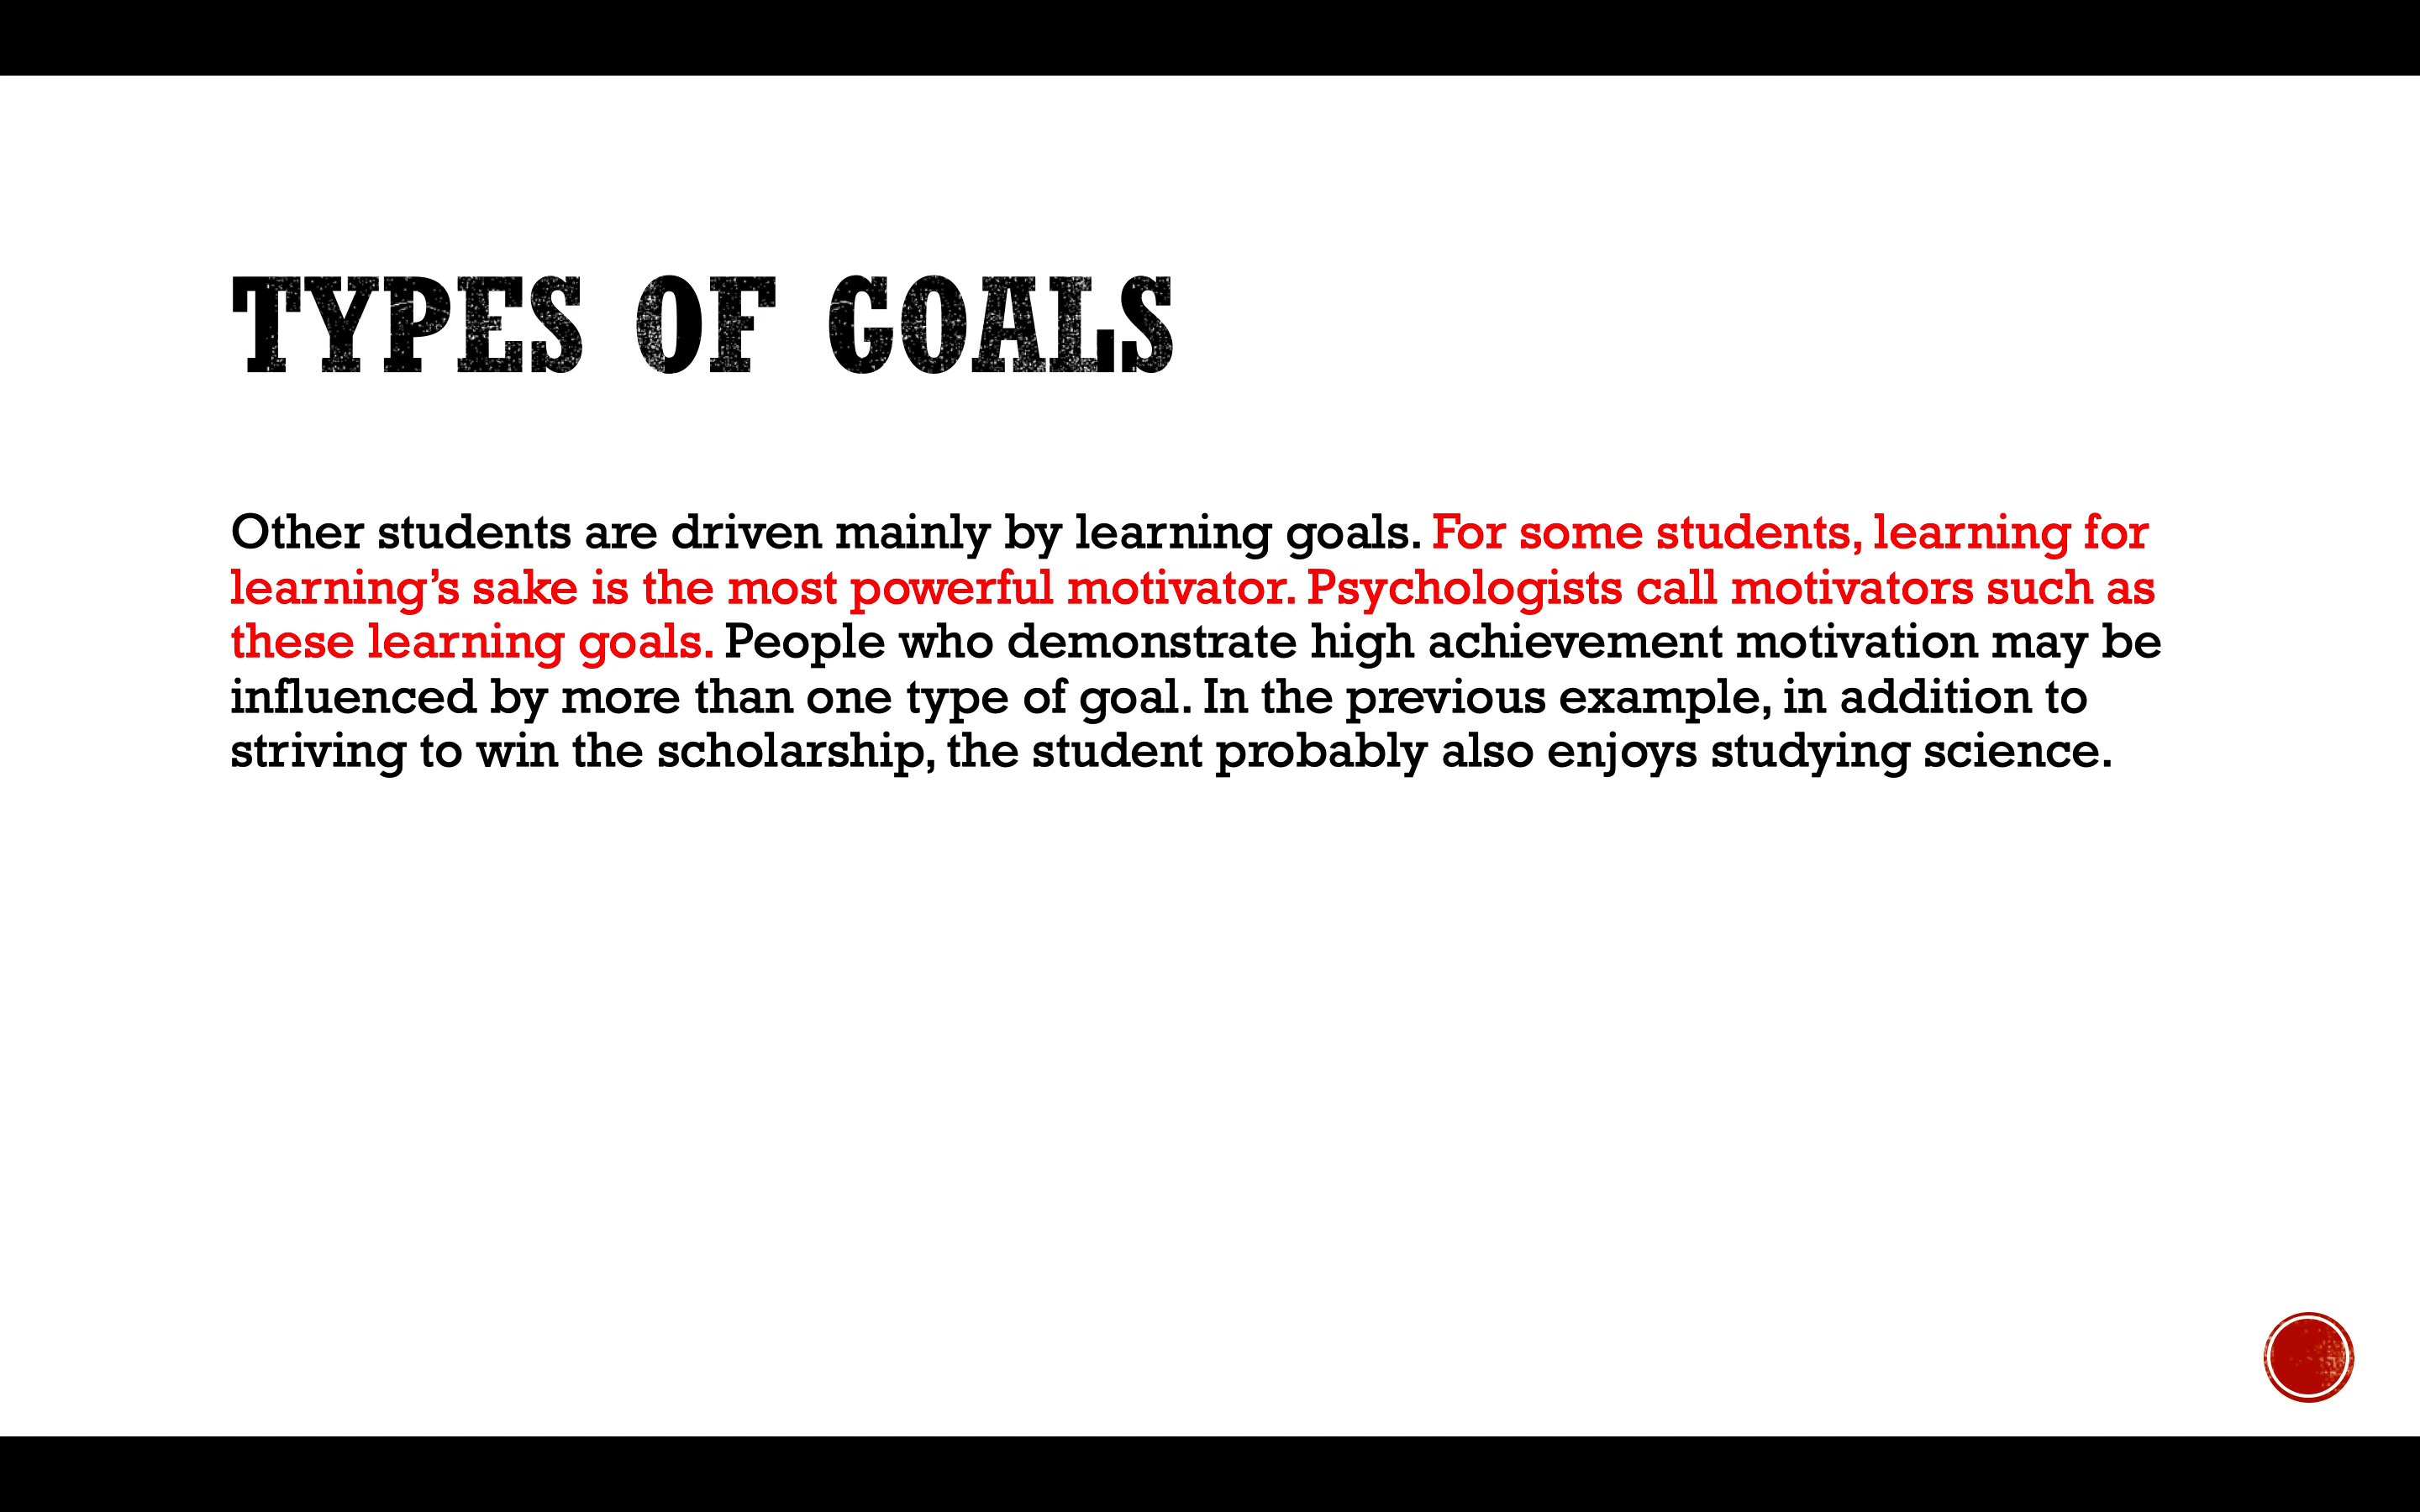 TYPES OF GOALS
Other students are driven mainly by learning goals. For some students, learning for
learning’s sake is the most powerful motivator. Psychologists call motivators such as
these learning goals. People who demonstrate high achievement motivation may be
influenced by more than one type of goal. In the previous example, in addition to
striving to win the scholarship, the student probably also enjoys studying science.